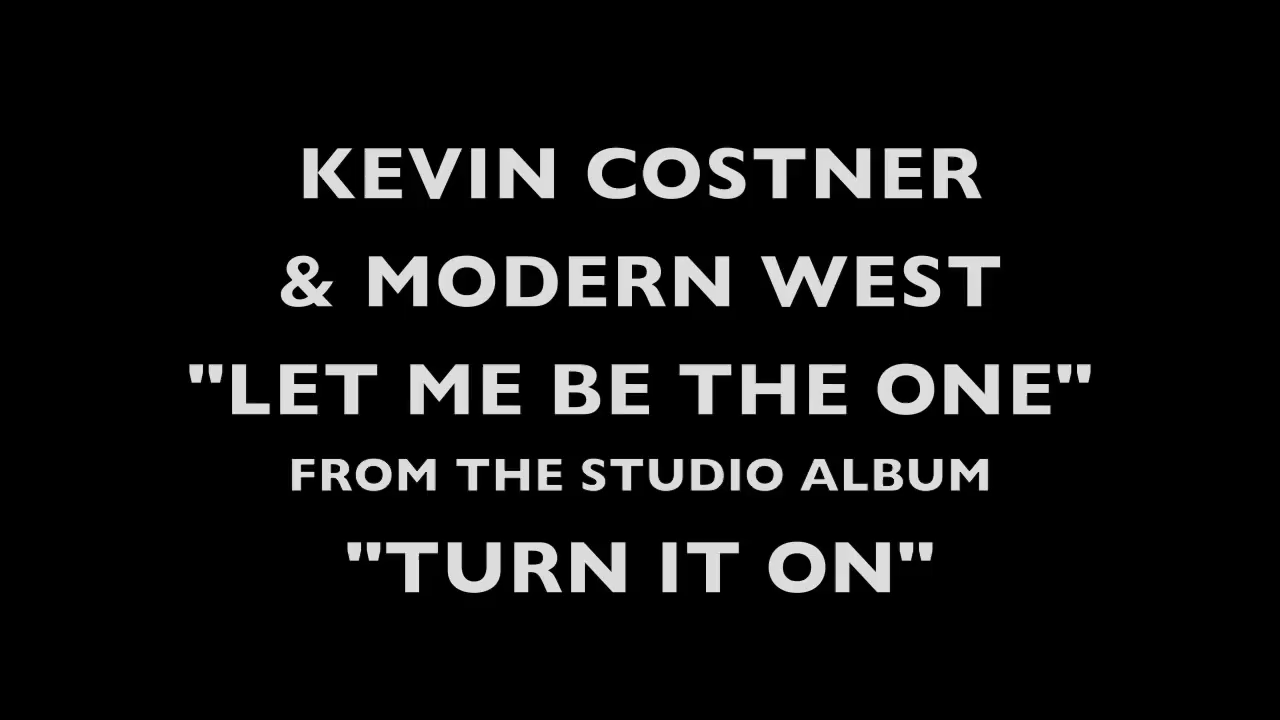 KEVIN COSTNER
& MODERN WEST
"LET ME BE THE ONE"
FROM THE STUDIO ALBUM
"TURN IT ON"